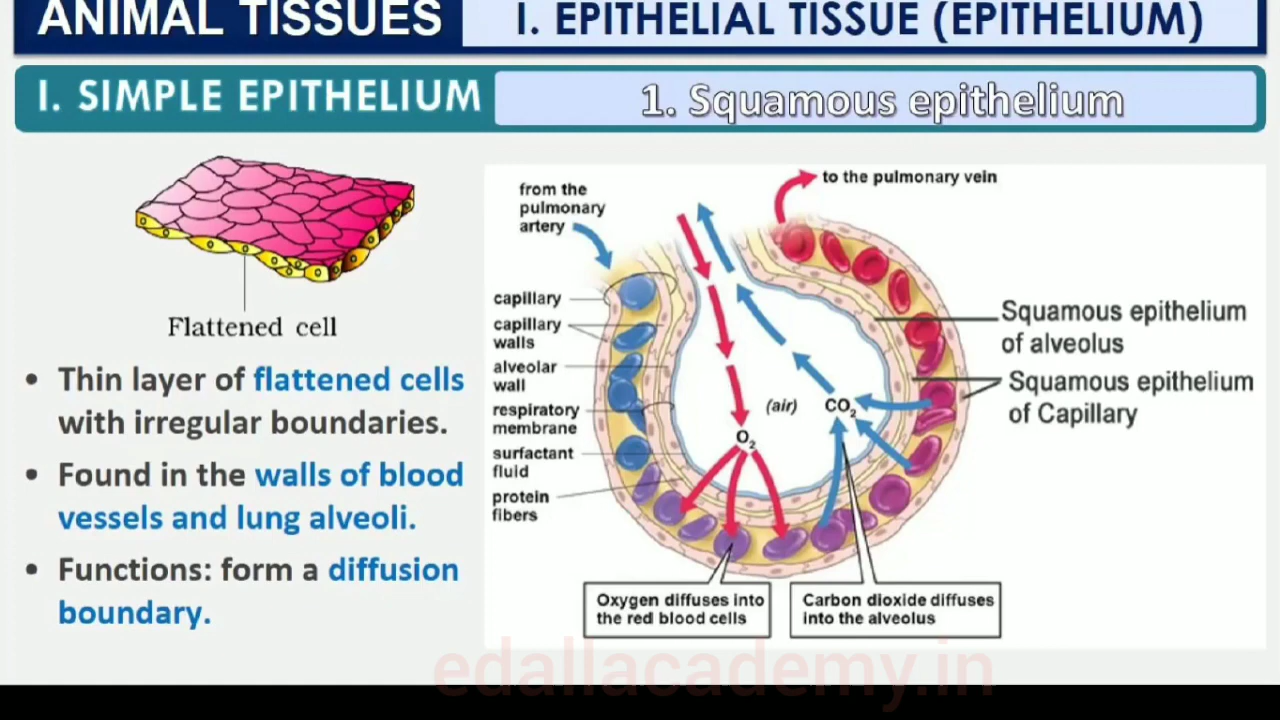 ANIMAL TISSUES
I. EPITHELIAL TISSUE (EPITHELIUM)
I. SIMPLE EPITHELIUM
1. Squamous epithelium
Flattened cell
• Thin layer of flattened cells
with irregular boundaries.
• Found in the walls of blood
vessels and lung alveoli.
• Functions: form a diffusion
boundary.
from the
pulmonary
artery
to the pulmonary vein
capillary
capillary
walls
alveolar
wall
respiratory
membrane
surfactant
fluid
protein
fibers
(air)
CO2
O2
Squamous epithelium
of alveolus
Squamous epithelium
of Capillary
Oxygen diffuses into
the red blood cells
Carbon dioxide diffuses
into the alveolus
edallacademy.in